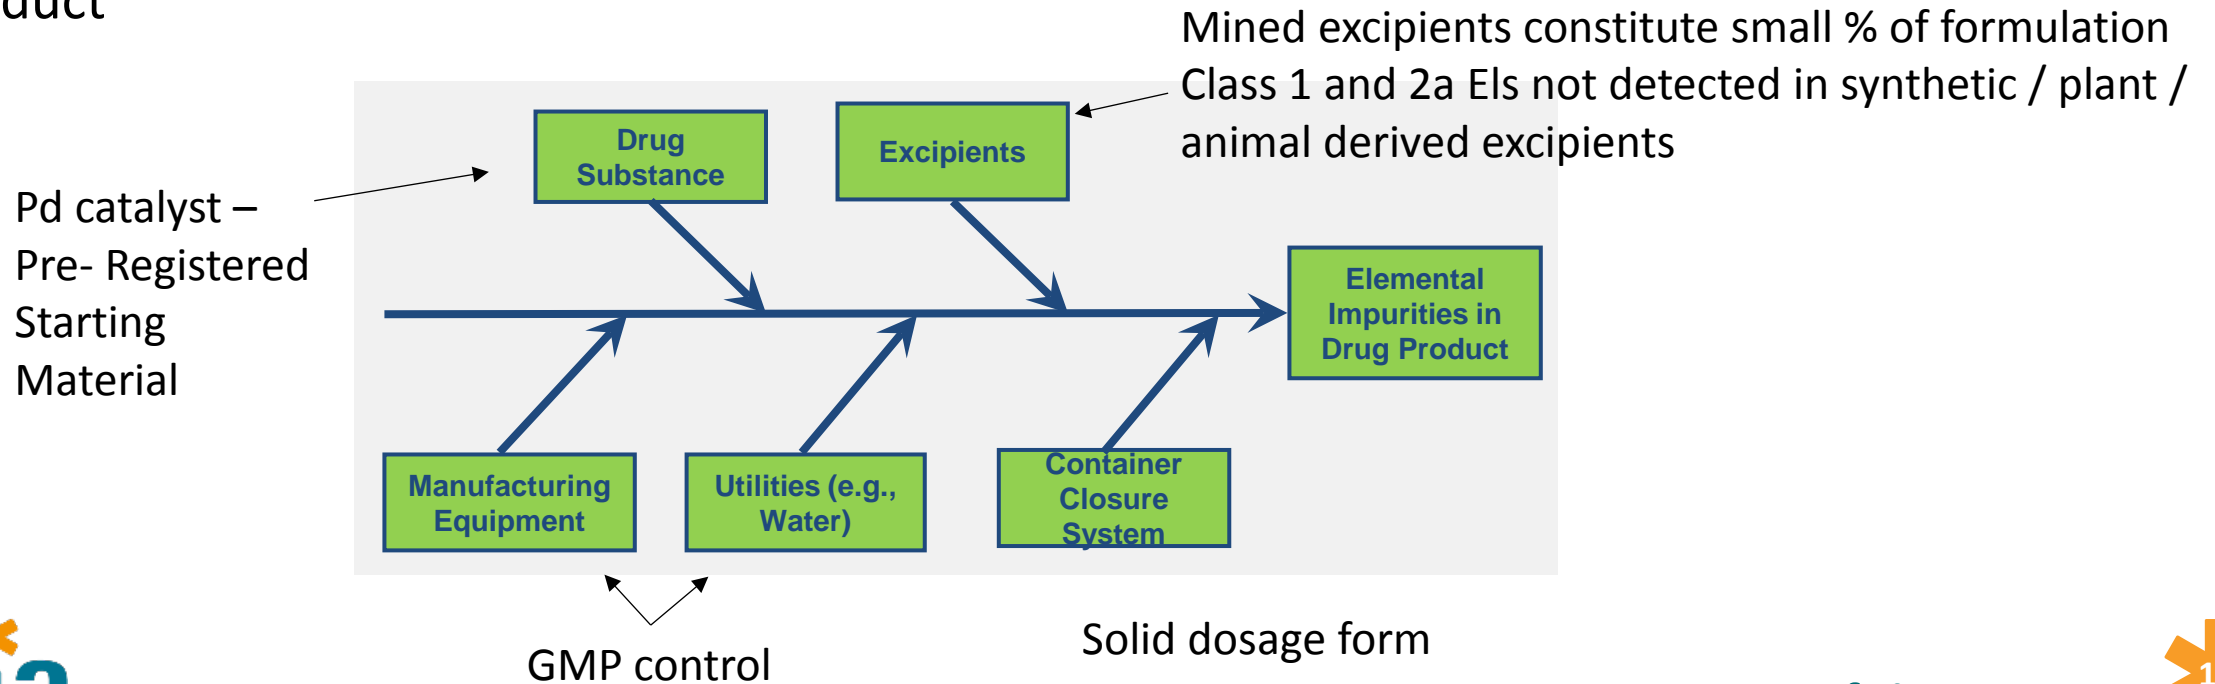 duct
Mined excipients constitute small % of formulation
Class 1 and 2a EIs not detected in synthetic / plant /
animal derived excipients
Drug
Substance
Excipients
Pd catalyst –
Pre- Registered
Starting
Material
Elemental
Impurities in
Drug Product
Manufacturing
Equipment
Utilities (e.g.,
Water)
Container
Closure
System
GMP control
Solid dosage form
1